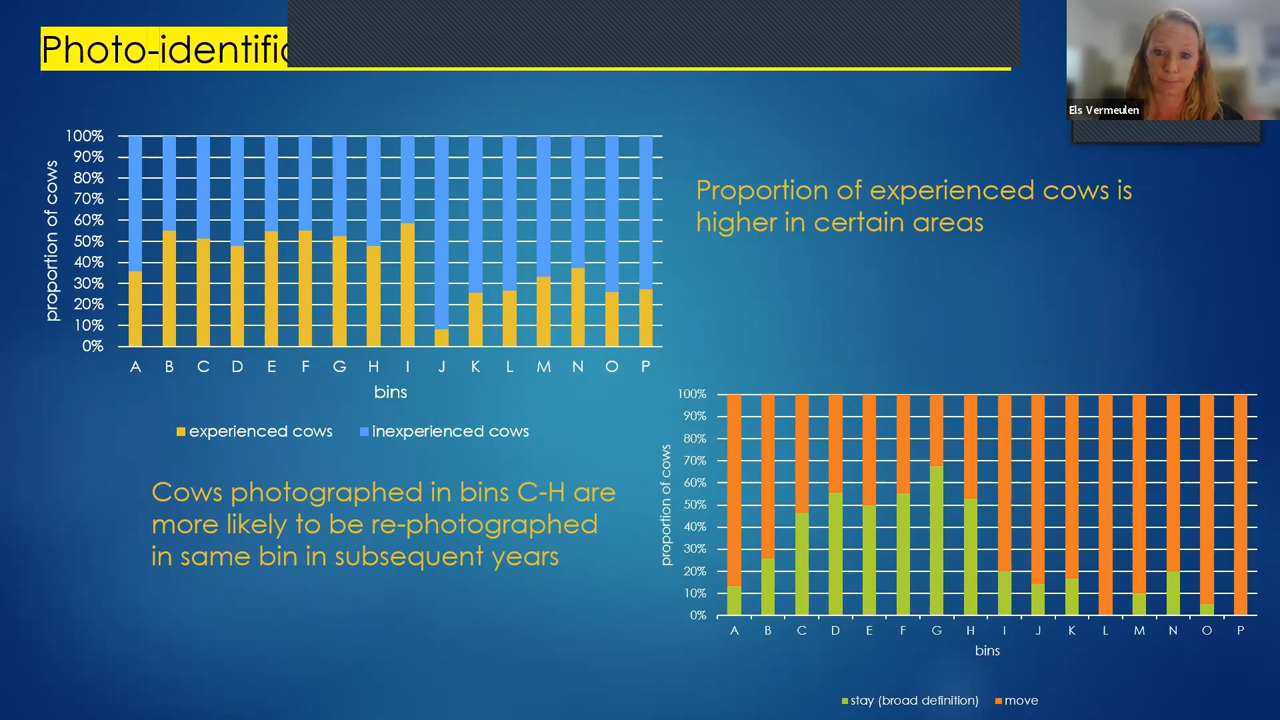 Photo-identific
Els Vermeulen
100%
90%
80%
70%
60%
50%
40%
30%
20%
10%
0%
proportion of cows
A B C D E F G H I J K L M N O P
bins
experienced cows inexperienced cows
Proportion of experienced cows is
higher in certain areas
Cows photographed in bins C-H are
more likely to be re-photographed
in same bin in subsequent years
100%
90%
80%
70%
60%
50%
40%
30%
20%
10%
0%
proportion of cows
A B C D E F G H I J K L M N O P
bins
stay (broad definition) move